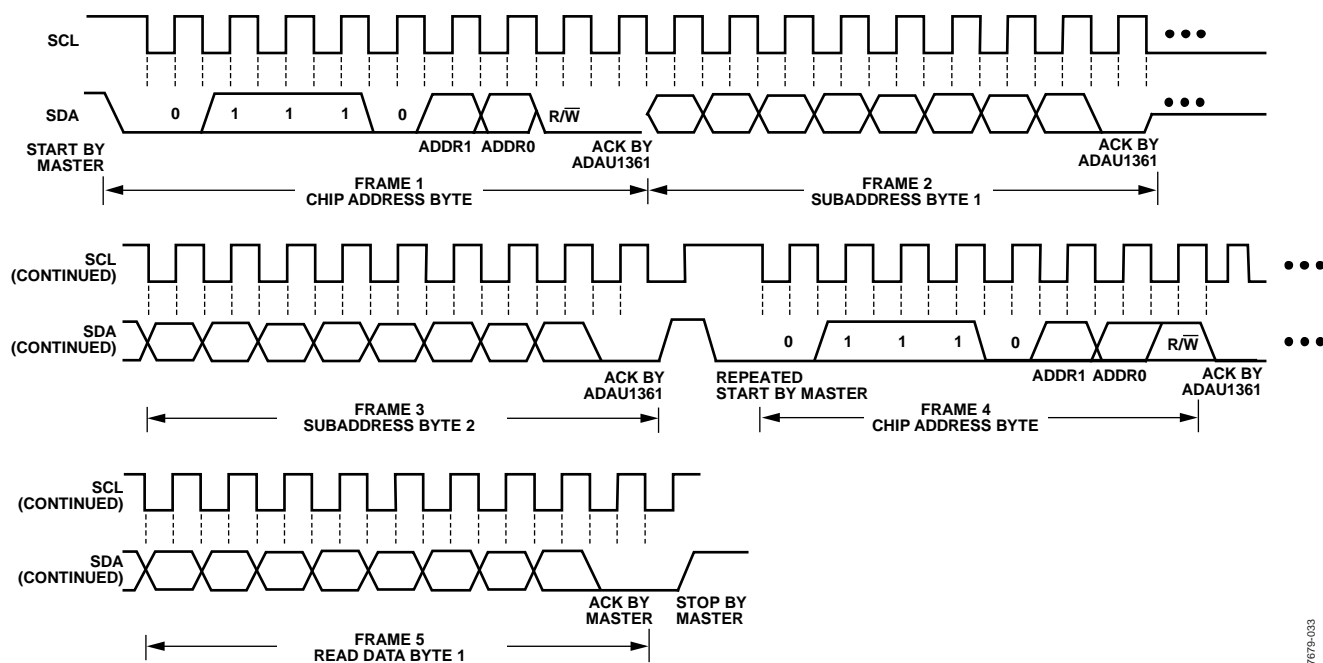 SCL
SDA
0 1 1 1 0 R/W̅
ADDR1 ADDR0
START BY
MASTER
ACK BY
ADAU1361
ACK BY
ADAU1361
FRAME 1
CHIP ADDRESS BYTE
FRAME 2
SUBADDRESS BYTE 1
SCL
(CONTINUED)
SDA
(CONTINUED)
0 1 1 1 0 R/W̅
ADDR1 ADDR0
ACK BY
ADAU1361
REPEATED
START BY MASTER
ACK BY
ADAU1361
FRAME 3
SUBADDRESS BYTE 2
FRAME 4
CHIP ADDRESS BYTE
SCL
(CONTINUED)
SDA
(CONTINUED)
ACK BY
MASTER
STOP BY
MASTER
FRAME 5
READ DATA BYTE 1
7679-033